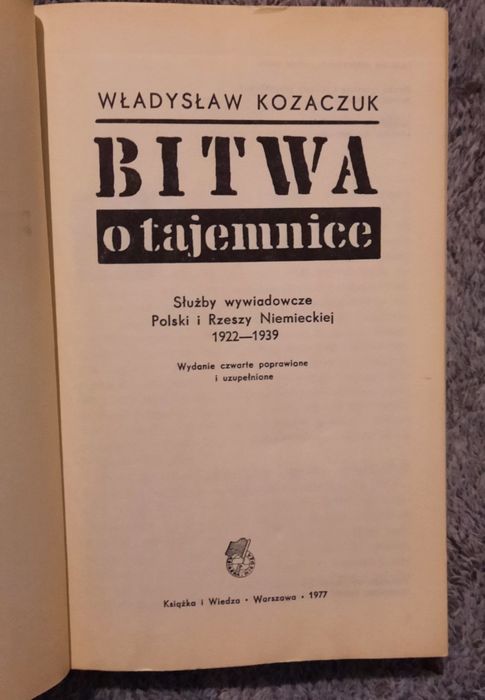 WŁADYSŁAW KOZACZUK
BITWA
o tajemnice
Służby wywiadowcze
Polski i Rzeszy Niemieckiej
1922—1939
Wydanie czwarte poprawione
i uzupełnione
Książka i Wiedza • Warszawa • 1977